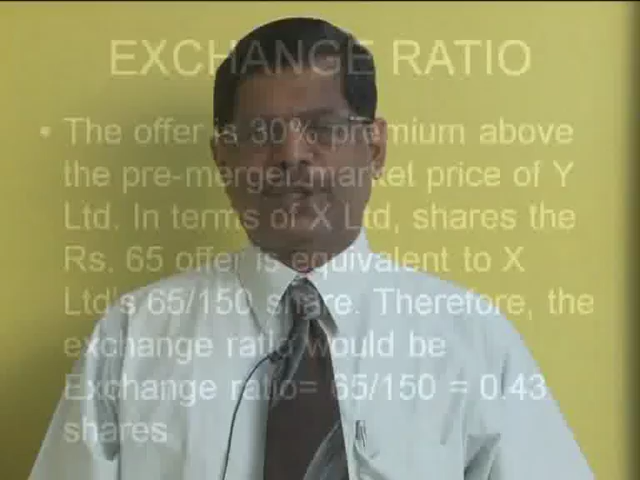 EXCHANGE RATIO
• The offer is 30% premium above
the pre-merger market price of Y
Ltd. In terms of X Ltd, shares the
Rs. 65 offer is equivalent to X
Ltd's 65/150 share. Therefore, the
exchange ratio would be
Exchange ratio= 65/150 = 0.43
shares